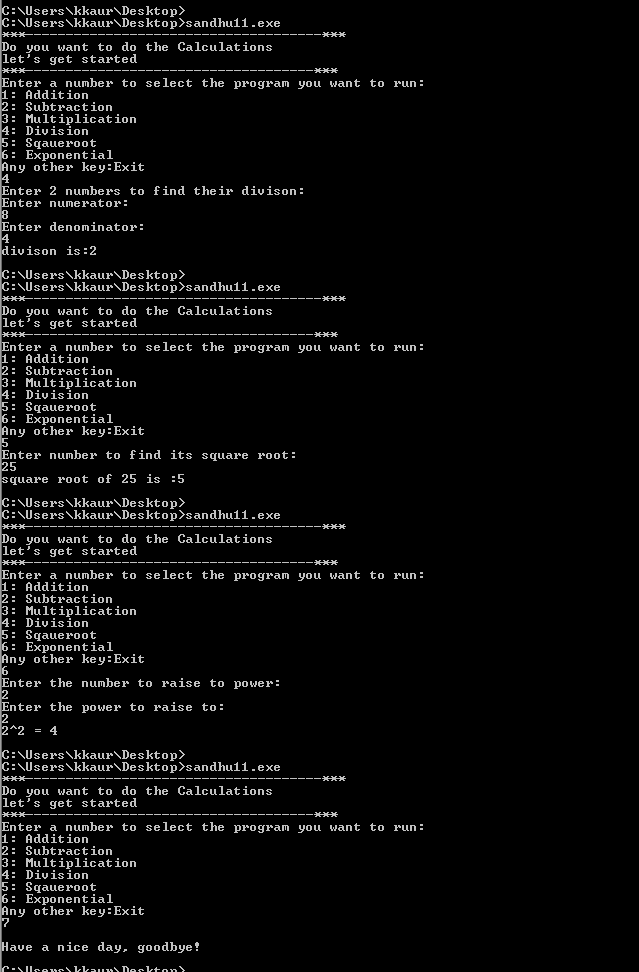 C:\Users\kkaur\Desktop>
C:\Users\kkaur\Desktop>sandhu11.exe
***-------------------------------------***
Do you want to do the Calculations
let's get started
***------------------------------------***
Enter a number to select the program you want to run:
1: Addition
2: Subtraction
3: Multiplication
4: Division
5: Sqaueroot
6: Exponential
Any other key:Exit
4
Enter 2 numbers to find their divison:
Enter numerator:
8
Enter denominator:
4
divison is:2
C:\Users\kkaur\Desktop>
C:\Users\kkaur\Desktop>sandhu11.exe
***-------------------------------------***
Do you want to do the Calculations
let's get started
***------------------------------------***
Enter a number to select the program you want to run:
1: Addition
2: Subtraction
3: Multiplication
4: Division
5: Sqaueroot
6: Exponential
Any other key:Exit
5
Enter number to find its square root:
25
square root of 25 is :5
C:\Users\kkaur\Desktop>
C:\Users\kkaur\Desktop>sandhu11.exe
***-------------------------------------***
Do you want to do the Calculations
let's get started
***------------------------------------***
Enter a number to select the program you want to run:
1: Addition
2: Subtraction
3: Multiplication
4: Division
5: Sqaueroot
6: Exponential
Any other key:Exit
6
Enter the number to raise to power:
2
Enter the power to raise to:
2
2^2 = 4
C:\Users\kkaur\Desktop>
C:\Users\kkaur\Desktop>sandhu11.exe
***-------------------------------------***
Do you want to do the Calculations
let's get started
***------------------------------------***
Enter a number to select the program you want to run:
1: Addition
2: Subtraction
3: Multiplication
4: Division
5: Sqaueroot
6: Exponential
Any other key:Exit
7
Have a nice day, goodbye!
C:\Users\kkaur\Desktop>